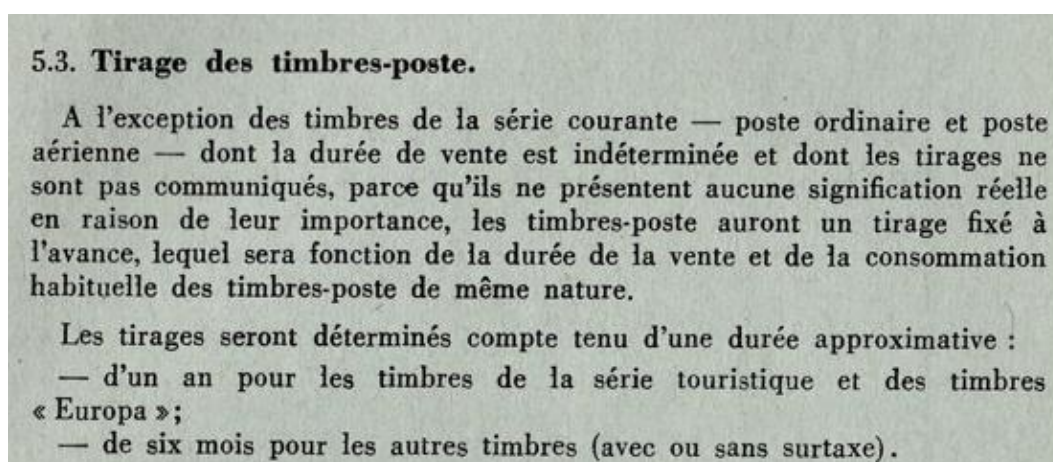 5.3. Tirage des timbres-poste.
A l'exception des timbres de la série courante — poste ordinaire et poste
aérienne — dont la durée de vente est indéterminée et dont les tirages ne
sont pas communiqués, parce qu'ils ne présentent aucune signification réelle
en raison de leur importance, les timbres-poste auront un tirage fixé à
l'avance, lequel sera fonction de la durée de la vente et de la consommation
habituelle des timbres-poste de même nature.
Les tirages seront déterminés compte tenu d'une durée approximative :
— d'un an pour les timbres de la série touristique et des timbres
« Europa »;
— de six mois pour les autres timbres (avec ou sans surtaxe).